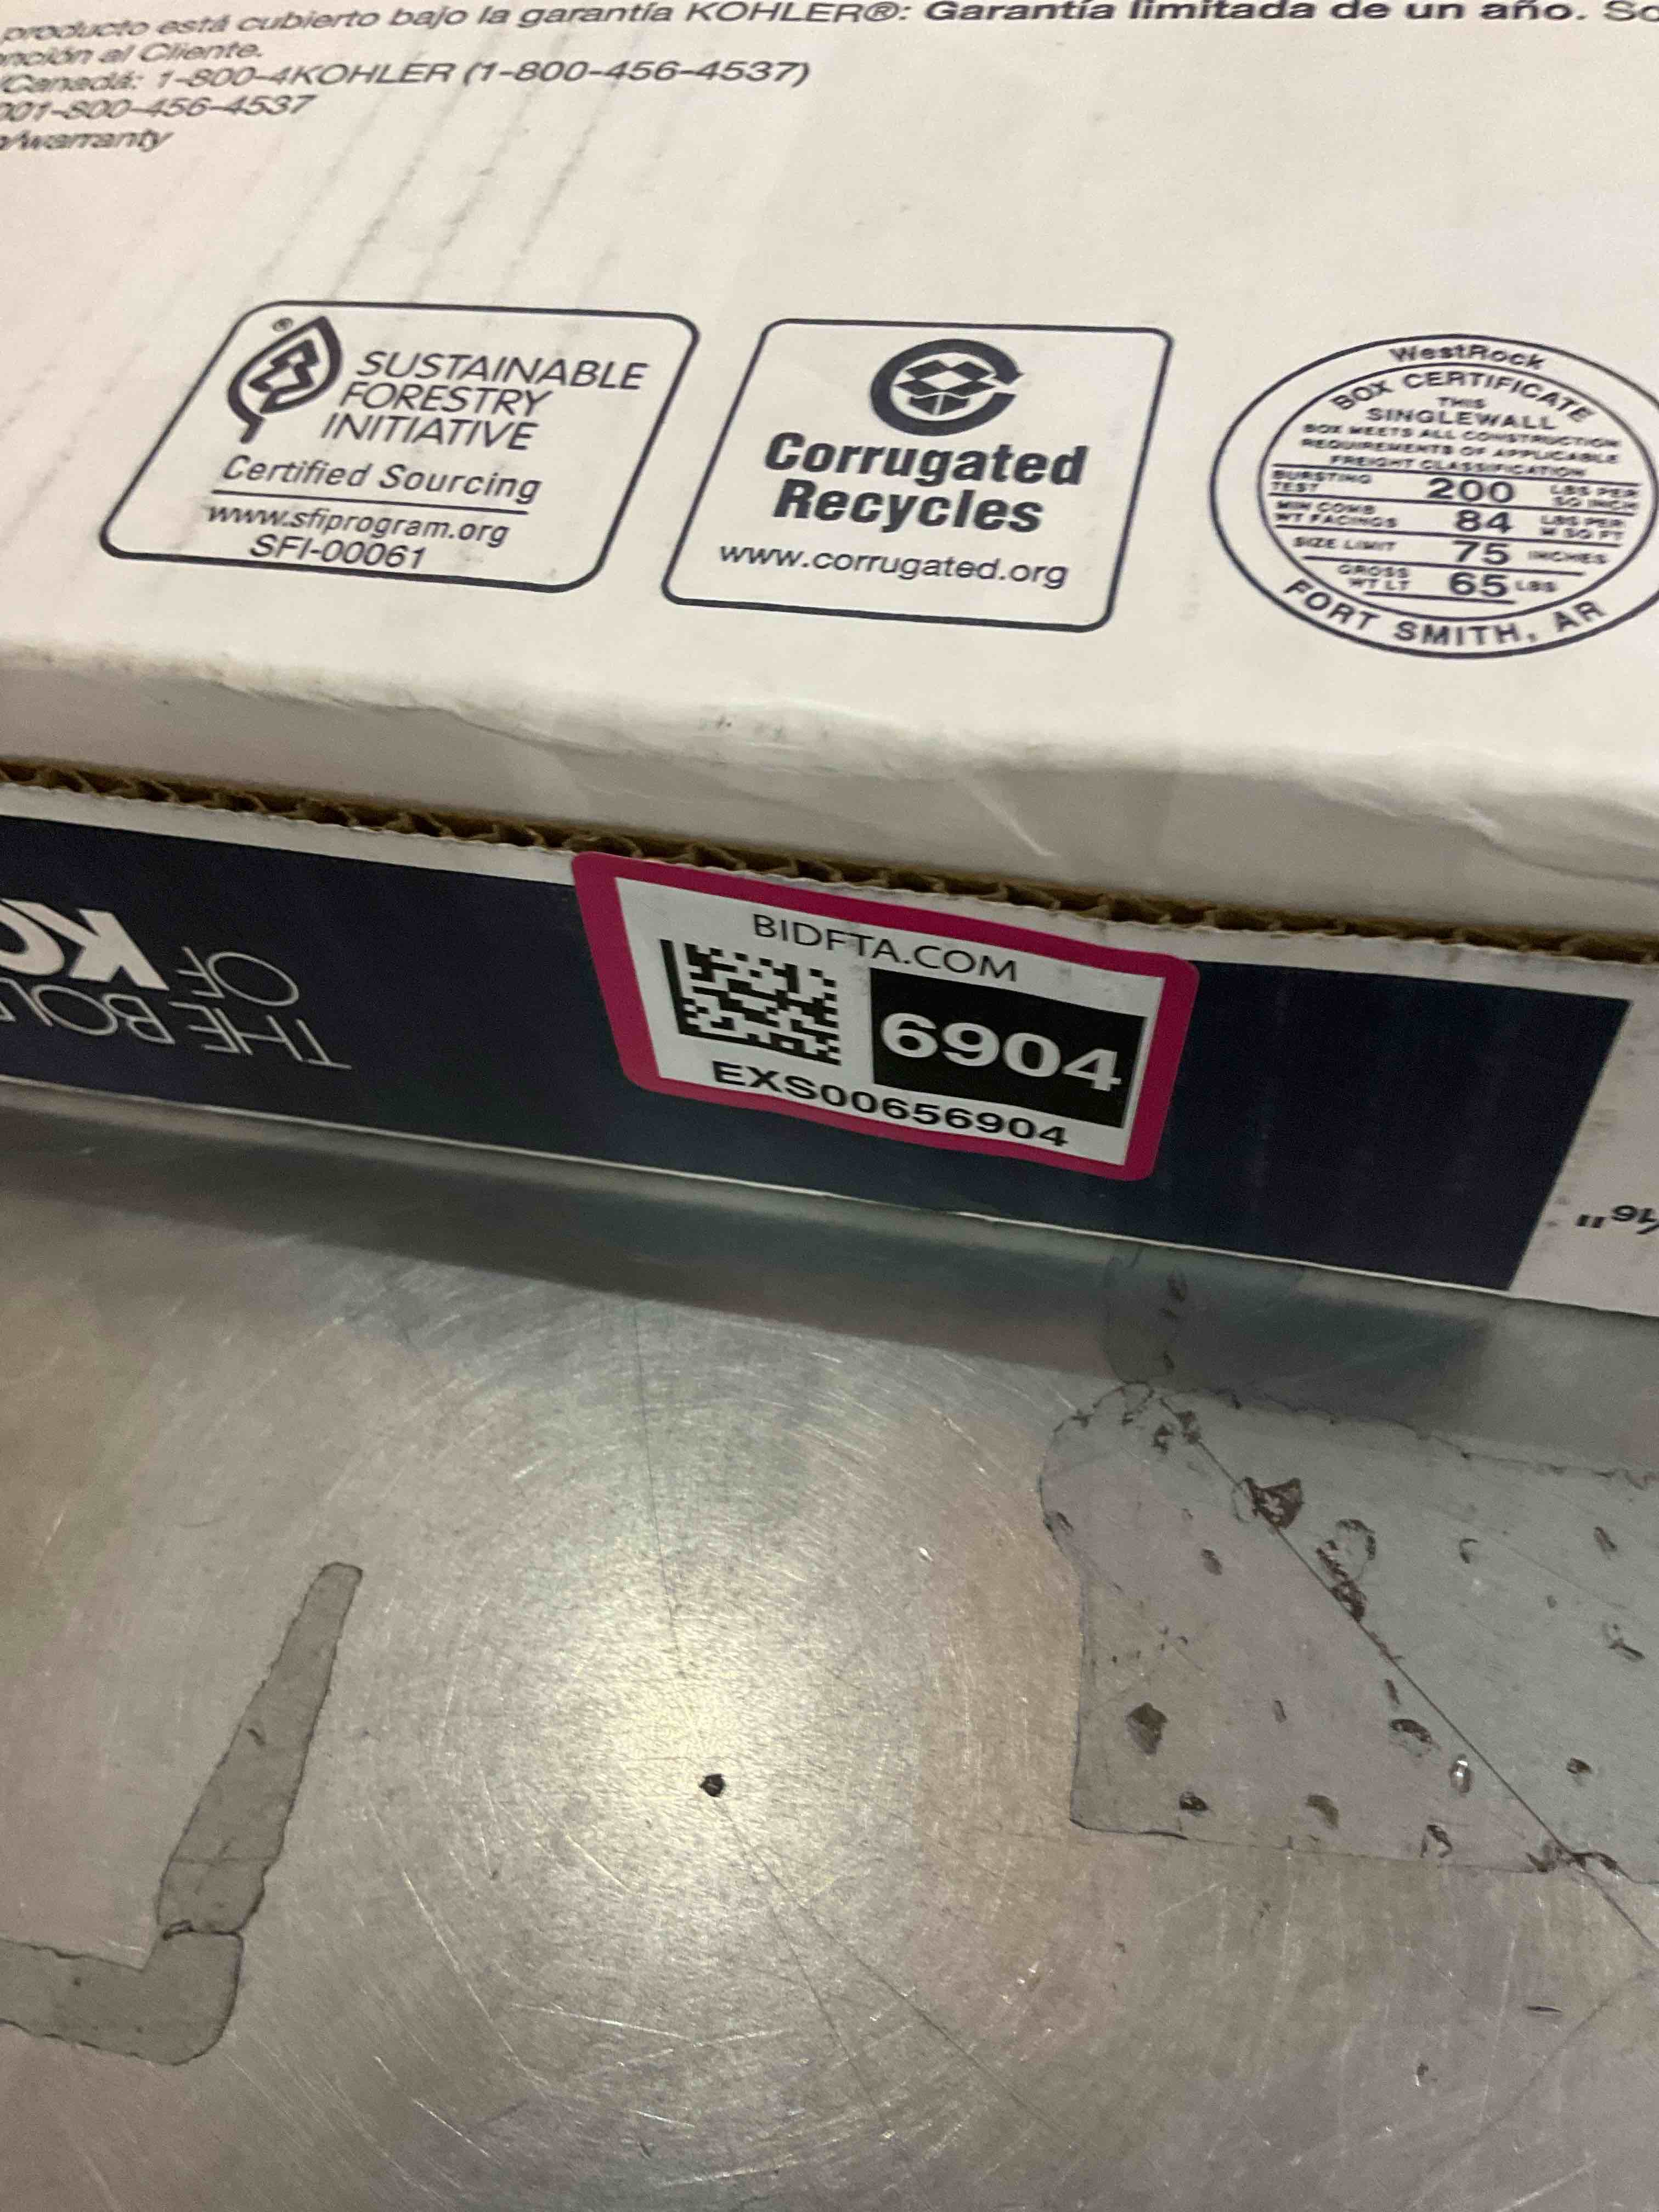 producto está cubierto bajo la garantía KOHLER®: Garantía limitada de un año.
al Cliente.
Canadá: 1-800-4KOHLER (1-800-456-4537)
001-800-456-4537
/warranty
®
SUSTAINABLE
FORESTRY
INITIATIVE
Certified Sourcing
www.sfiprogram.org
SFI-00061
Corrugated
Recycles
www.corrugated.org
WestRock
BOX CERTIFICATE
THIS
SINGLEWALL
BOX MEETS ALL CONSTRUCTION
REQUIREMENTS OF APPLICABLE
FREIGHT CLASSIFICATION
BURSTING TEST 200 LBS PER SQ INCH
MIN COMB WT FACINGS 84 LBS PER M SQ FT
SIZE LIMIT 75 INCHES
GROSS WT LT 65 LBS
FORT SMITH, AR
BIDFTA.COM
6904
EXS00656904
THE
OF
16"